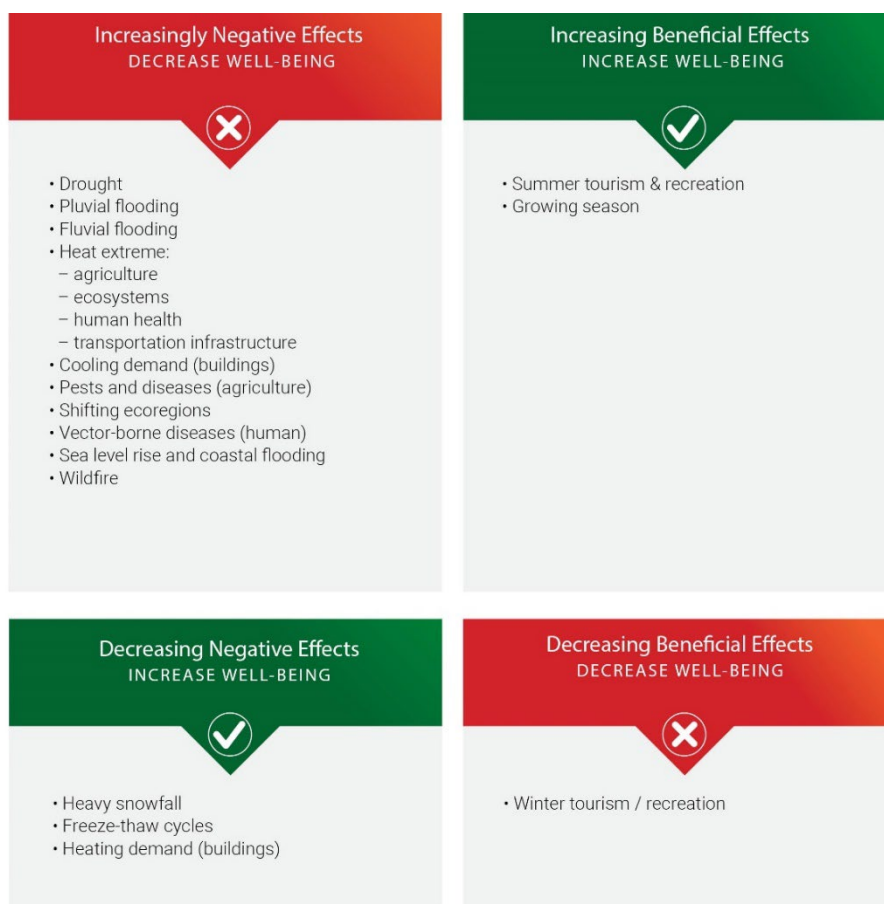 Increasingly Negative Effects
DECREASE WELL-BEING
• Drought
• Pluvial flooding
• Fluvial flooding
• Heat extreme:
– agriculture
– ecosystems
– human health
– transportation infrastructure
• Cooling demand (buildings)
• Pests and diseases (agriculture)
• Shifting ecoregions
• Vector-borne diseases (human)
• Sea level rise and coastal flooding
• Wildfire
Increasing Beneficial Effects
INCREASE WELL-BEING
• Summer tourism & recreation
• Growing season
Decreasing Negative Effects
INCREASE WELL-BEING
• Heavy snowfall
• Freeze-thaw cycles
• Heating demand (buildings)
Decreasing Beneficial Effects
DECREASE WELL-BEING
• Winter tourism / recreation